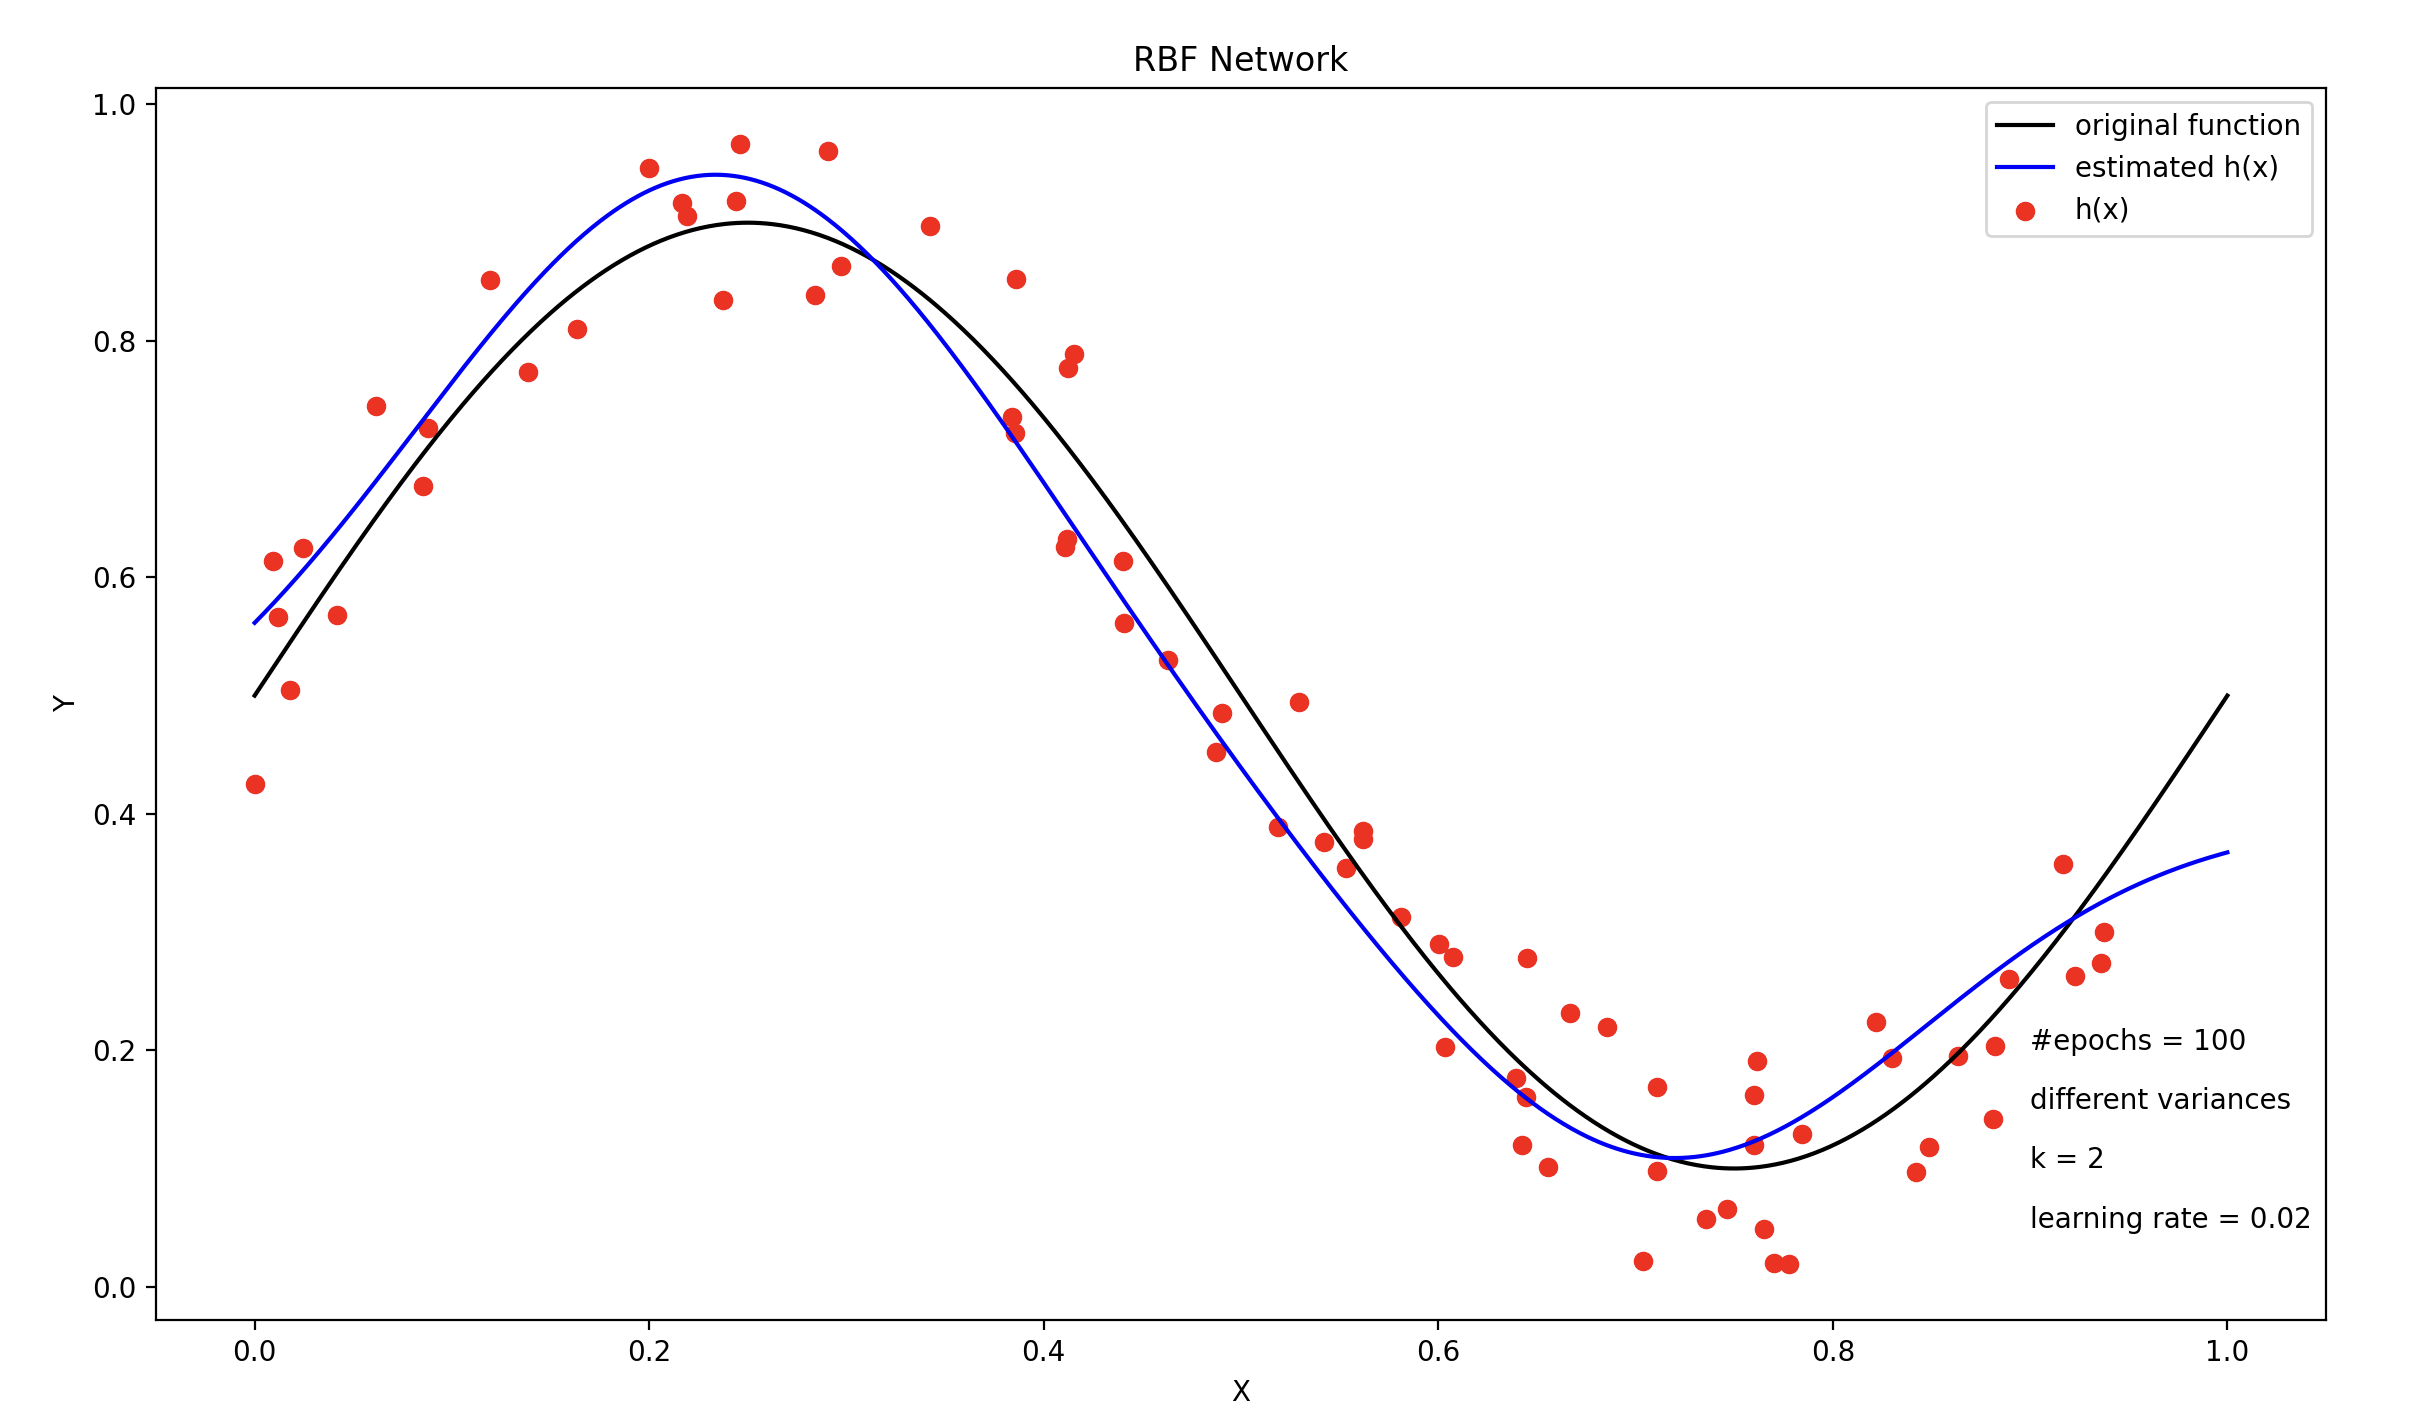 RBF Network
original function
estimated h(x)
h(x)
1.0
0.8
0.6
0.4
0.2
0.0
Y
#epochs = 100
different variances
k = 2
learning rate = 0.02
0.0
0.2
0.4
0.6
0.8
1.0
X